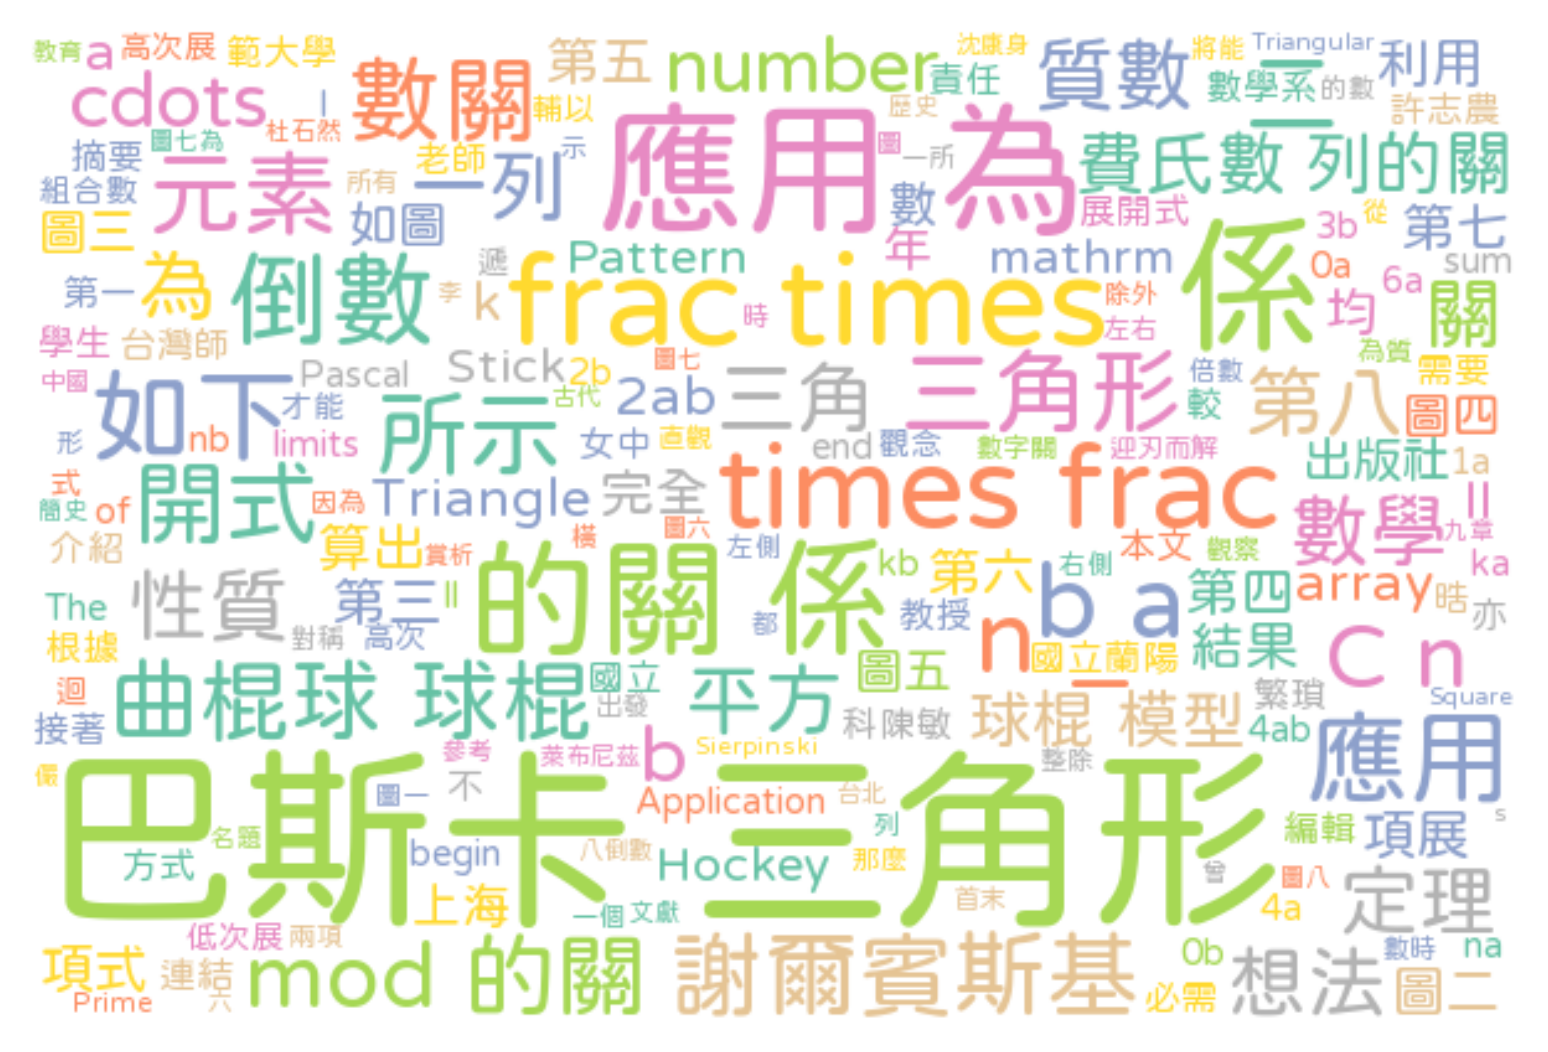 教育 a 高次展 範大學 第五 number 沈康身 質數 將能 Triangular 利用
cdots l 數關 輔以 責任 歷史 二 數學系 的數 許志農
杜石然 圖七為 老師 應用 為 圖 一所
摘要 元素 所有 一列 示 數 費氏數 列的關
組合數 圖三 如圖 年 展開式 3b 從 第七
第一 為 倒數 遞 Pattern mathrm 係 0a 6a sum
李 k frac times 時 除外 左右 均 關
學生 台灣師 Pascal Stick 2b 圖七 三角 三角形 倍數 為質 需要
中國 如下 才能 所示 古代 2ab 較 第八 圖四
形 nb limits 女中 直觀 end 觀念 數字關 迎刃而解 出版社 1a
式 開式 因為 Triangle 完全 times frac 數學 ll
簡史 of 算出 賞析 橫 圖六 本文 觀察 九章
介紹 左側 kb 第六 右側 ka
The 性質 第三 ll 的關 係 教授 n b a 第四 array 晧 亦
根據 對稱 高次 都 國立蘭陽 結果 C n
迴 曲棍球 球棍 國立 平方 圖五 一 繁瑣 Square
接著 出發 科 陳敏 球棍 模型 4ab 應用
儼 參考 萊布尼茲 b Sierpinski 整除
巴斯卡 三角形 圖一 不 Application 台北 s
名題 方式 begin 八倒數 Hockey 列 那麼 曾 編輯 項展
上海 一個 文獻 首末 圖八 4a 定理
低次展 兩項 數時 na
項式 連結 mod 的關 謝爾賓斯基 0b 想法 圖二
Prime 六 必需